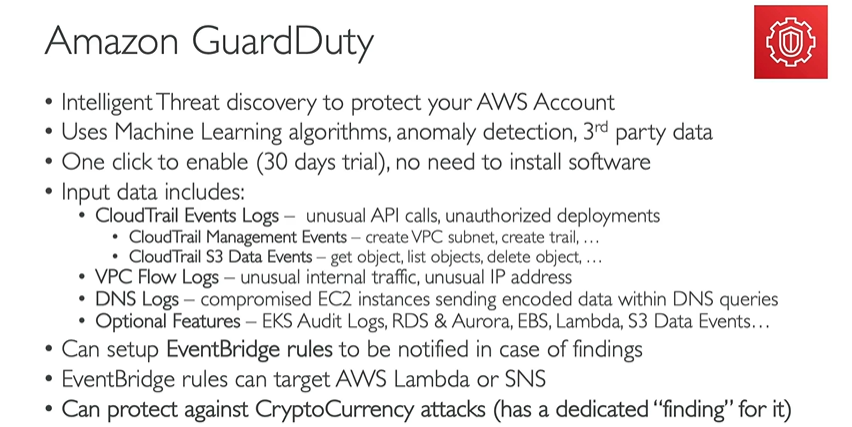 Amazon GuardDuty
• Intelligent Threat discovery to protect your AWS Account
• Uses Machine Learning algorithms, anomaly detection, 3rd party data
• One click to enable (30 days trial), no need to install software
• Input data includes:
• CloudTrail Events Logs – unusual API calls, unauthorized deployments
• CloudTrail Management Events – create VPC subnet, create trail, …
• CloudTrail S3 Data Events – get object, list objects, delete object, …
• VPC Flow Logs – unusual internal traffic, unusual IP address
• DNS Logs – compromised EC2 instances sending encoded data within DNS queries
• Optional Features – EKS Audit Logs, RDS & Aurora, EBS, Lambda, S3 Data Events…
• Can setup EventBridge rules to be notified in case of findings
• EventBridge rules can target AWS Lambda or SNS
• Can protect against CryptoCurrency attacks (has a dedicated “finding” for it)